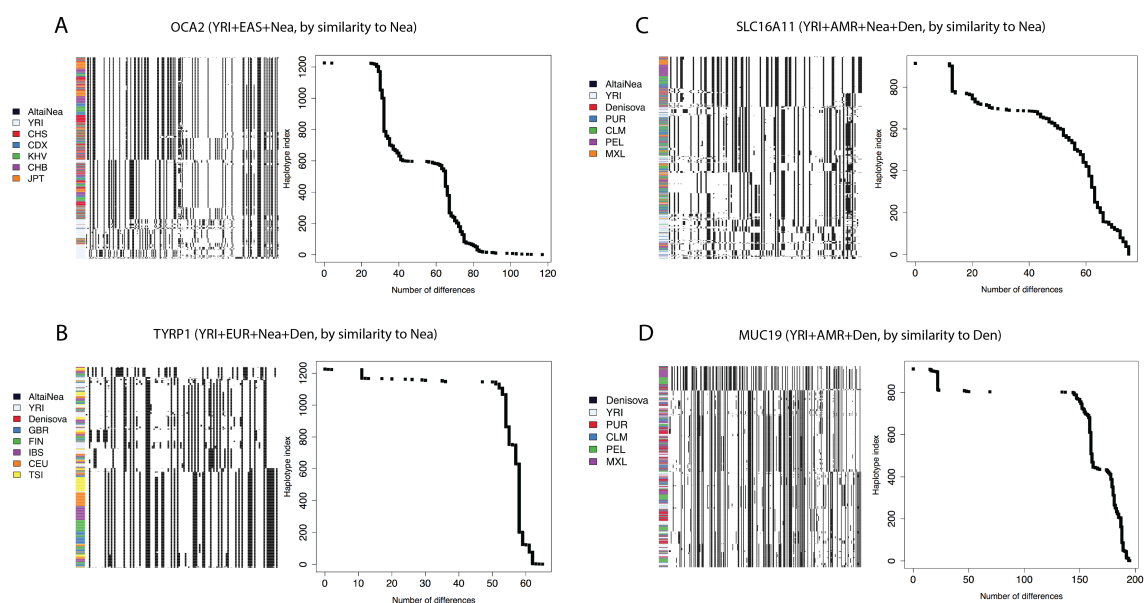 A
OCA2 (YRI+EAS+Nea, by similarity to Nea)
AltaiNea
YRI
CHS
CDX
KHV
CHB
JPT
Haplotype index
0 200 400 600 800 1000 1200
0 20 40 60 80 100 120
Number of differences
B
TYRP1 (YRI+EUR+Nea+Den, by similarity to Nea)
AltaiNea
YRI
Denisova
GBR
FIN
IBS
CEU
TSI
Haplotype index
0 200 400 600 800 1000 1200
0 10 20 30 40 50 60
Number of differences
C
SLC16A11 (YRI+AMR+Nea+Den, by similarity to Nea)
AltaiNea
YRI
Denisova
PUR
CLM
PEL
MXL
Haplotype index
0 200 400 600 800
0 20 40 60
Number of differences
D
MUC19 (YRI+AMR+Den, by similarity to Den)
Denisova
YRI
PUR
CLM
PEL
MXL
Haplotype index
0 200 400 600 800
0 50 100 150 200
Number of differences